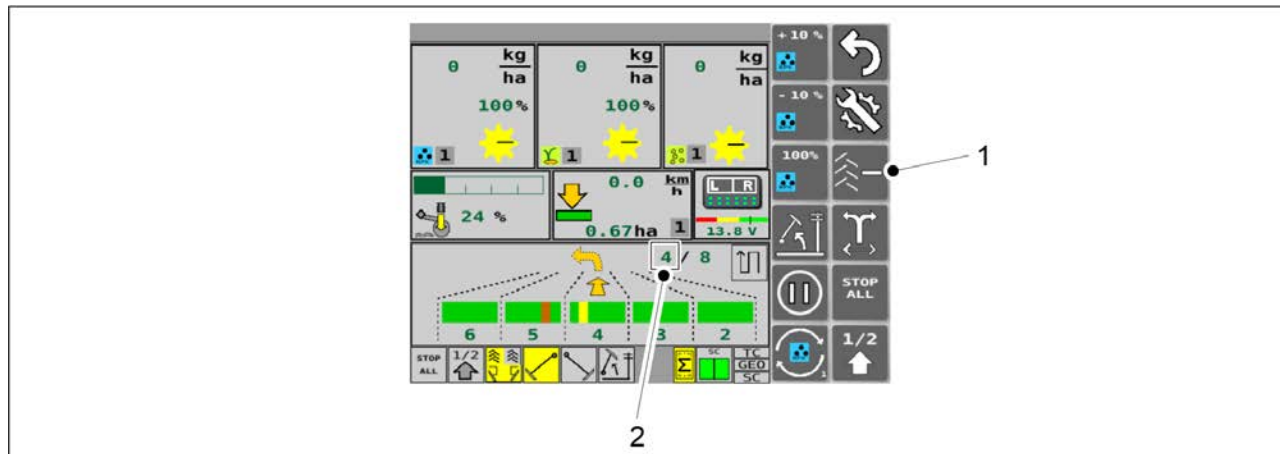 0 kg/ha 0 kg/ha 0 kg/ha
100% 100%
1 1 1
24 %
0.0 km/h
0.67ha 1
L R
13.8 V
4 / 8
6 5 4 3 2
STOP ALL
1/2
SC
TC
GEO
SC
+10 %
- 10 %
100%
STOP ALL
1/2
1
1
2